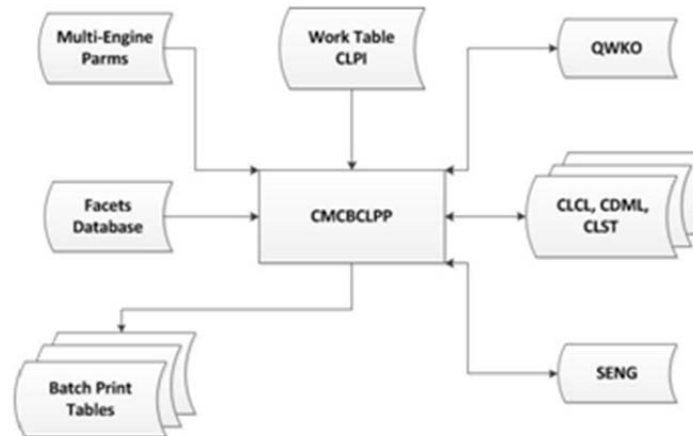 Multi-Engine
Parms
Work Table
CLPI
QWKO
Facets
Database
CMCBCLPP
CLCL, CDML,
CLST
Batch Print
Tables
SENG